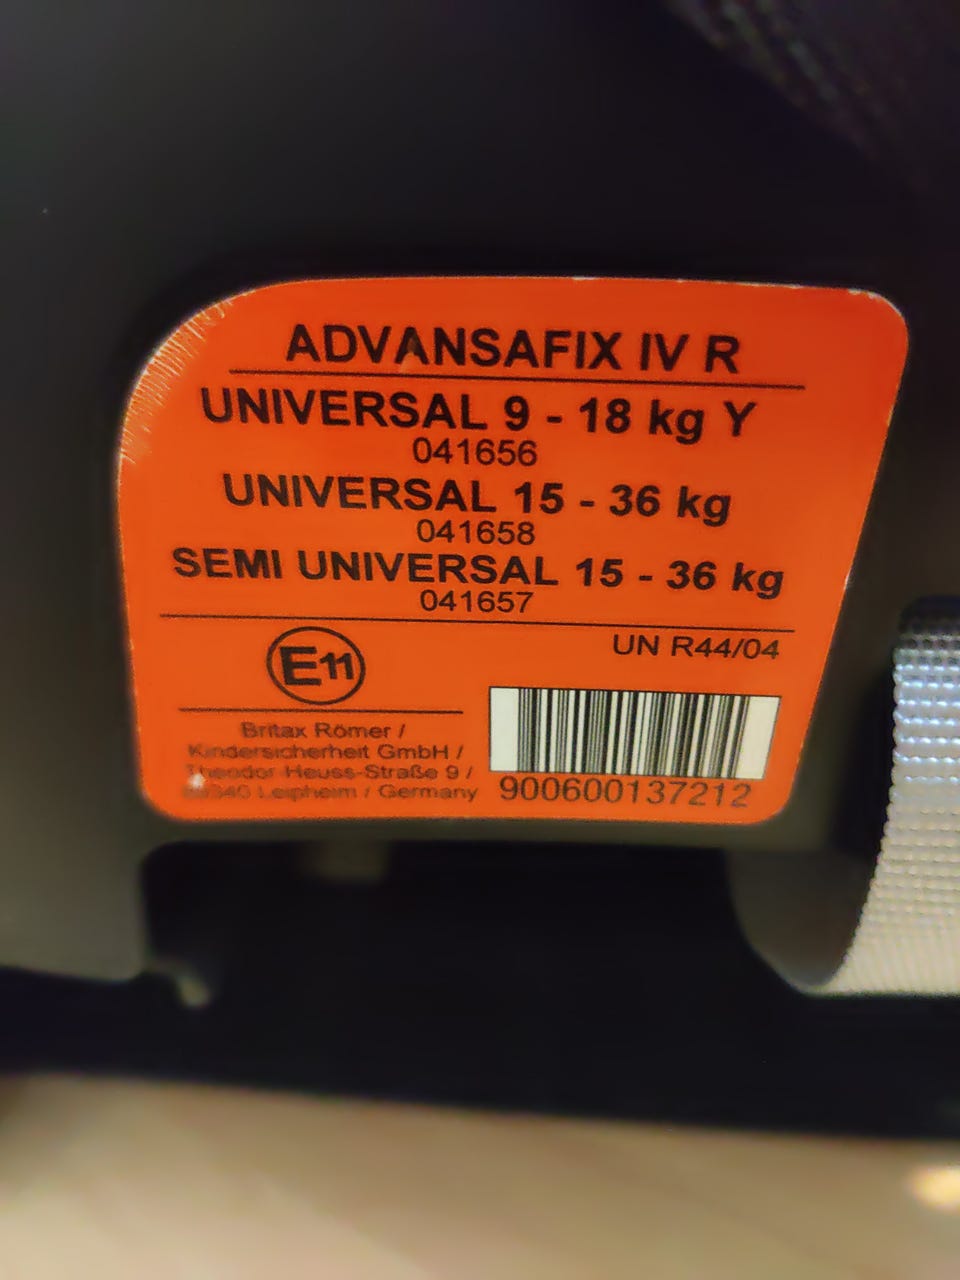 ADVANSAFIX IV R
UNIVERSAL 9 - 18 kg Y
041656
UNIVERSAL 15 - 36 kg
041658
SEMI UNIVERSAL 15 - 36 kg
041657
UN R44/04
E11
Britax Römer /
Kindersicherheit GmbH /
Theodor-Heuss-Straße 9 /
Leipheim / Germany
900600137212